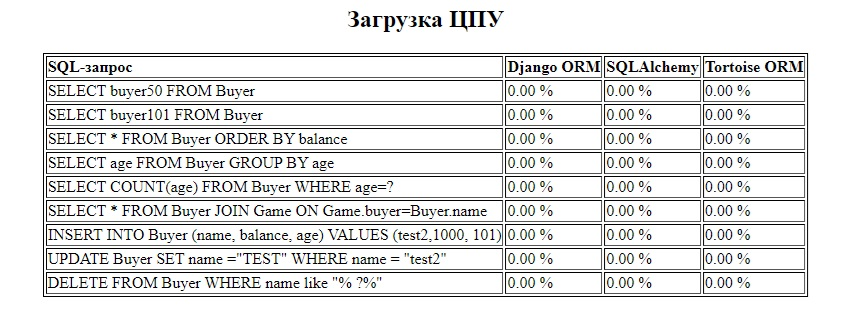 Загрузка ЦПУ
SQL-запрос Django ORM SQLAlchemy Tortoise ORM
SELECT buyer50 FROM Buyer 0.00 % 0.00 % 0.00 %
SELECT buyer101 FROM Buyer 0.00 % 0.00 % 0.00 %
SELECT * FROM Buyer ORDER BY balance 0.00 % 0.00 % 0.00 %
SELECT age FROM Buyer GROUP BY age 0.00 % 0.00 % 0.00 %
SELECT COUNT(age) FROM Buyer WHERE age=? 0.00 % 0.00 % 0.00 %
SELECT * FROM Buyer JOIN Game ON Game.buyer=Buyer.name 0.00 % 0.00 % 0.00 %
INSERT INTO Buyer (name, balance, age) VALUES (test2,1000, 101) 0.00 % 0.00 % 0.00 %
UPDATE Buyer SET name ="TEST" WHERE name = "test2" 0.00 % 0.00 % 0.00 %
DELETE FROM Buyer WHERE name like "% ?%" 0.00 % 0.00 % 0.00 %